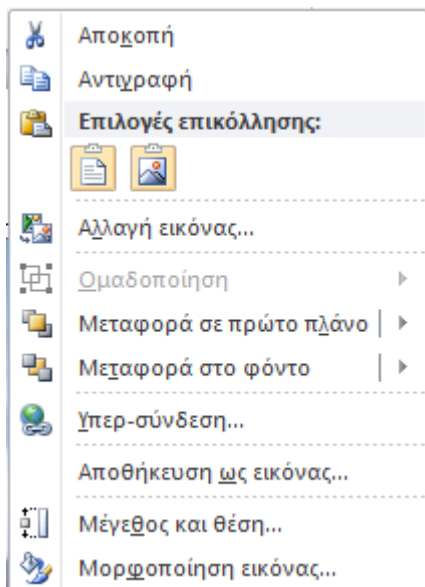 Αποκοπή
Αντιγραφή
Επιλογές επικόλλησης:
Αλλαγή εικόνας...
Ομαδοποίηση
Μεταφορά σε πρώτο πλάνο
Μεταφορά στο φόντο
Υπερ-σύνδεση...
Αποθήκευση ως εικόνας...
Μέγεθος και θέση...
Μορφοποίηση εικόνας...